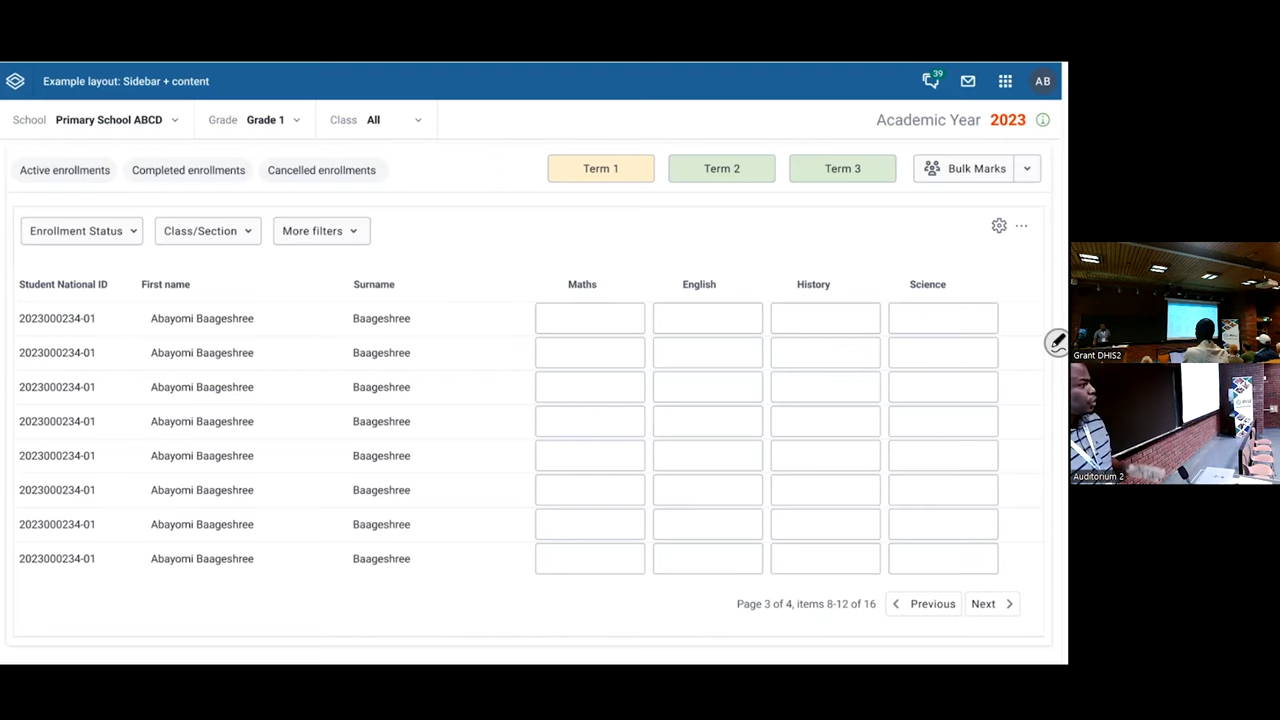 Example layout: Sidebar + content
39
AB
School Primary School ABCD Grade Grade 1 Class All Academic Year 2023
Active enrollments Completed enrollments Cancelled enrollments Term 1 Term 2 Term 3 Bulk Marks
Enrollment Status Class/Section More filters
Student National ID First name Surname Maths English History Science
2023000234-01 Abayomi Baageshree Baageshree
2023000234-01 Abayomi Baageshree Baageshree
2023000234-01 Abayomi Baageshree Baageshree
2023000234-01 Abayomi Baageshree Baageshree
2023000234-01 Abayomi Baageshree Baageshree
2023000234-01 Abayomi Baageshree Baageshree
2023000234-01 Abayomi Baageshree Baageshree
2023000234-01 Abayomi Baageshree Baageshree
Page 3 of 4, items 8-12 of 16 Previous Next
Grant DHIS2
Auditorium 2